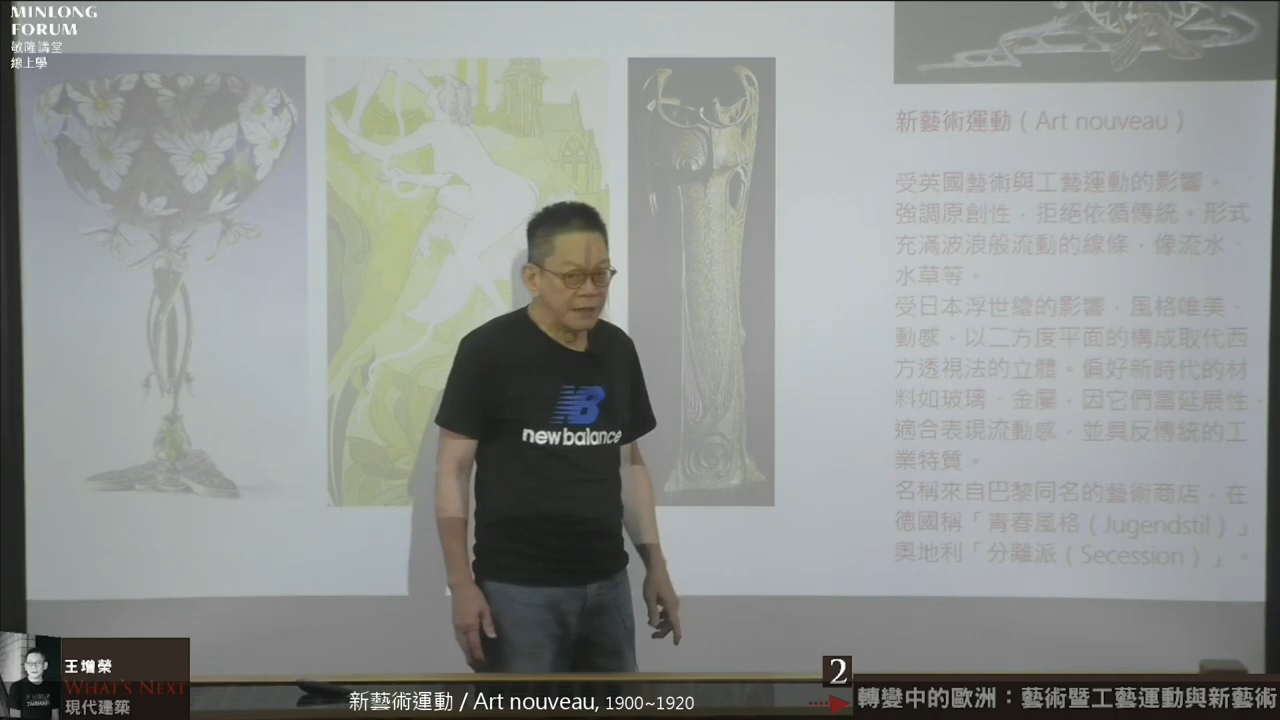 MINLONG
FORUM
敏隆講堂
線上學
新藝術運動（Art nouveau）
受英國藝術與工藝運動的影響。
強調原創性，拒絕依循傳統。形式
充滿波浪般流動的線條，像流水、
水草等。
受日本浮世繪的影響，風格唯美、
動感，以二方度平面的構成取代西
方透視法的立體。偏好新時代的材
料如玻璃、金屬，因它們富延展性，
適合表現流動感，並具反傳統的工
業特質。
名稱來自巴黎同名的藝術商店，在
德國稱「青春風格（Jugendstil）」
奧地利「分離派（Secession）」。
new balance
王增榮
WHAT'S NEXT
現代建築
新藝術運動 / Art nouveau, 1900~1920
2
轉變中的歐洲：藝術暨工藝運動與新藝術